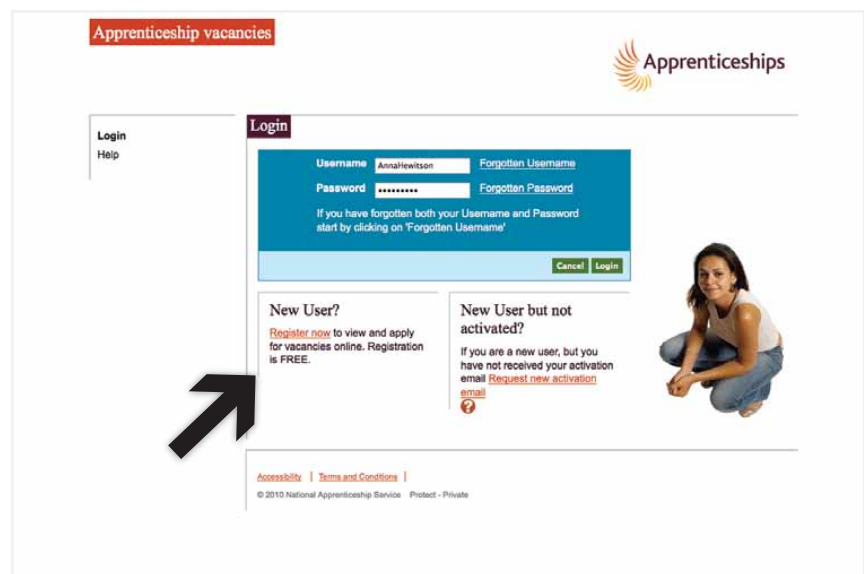 Apprenticeship vacancies
Apprenticeships
Login
Help
Login
Username AnnaHewitson Forgotten Username
Password ••••••••• Forgotten Password
If you have forgotten both your Username and Password
start by clicking on 'Forgotten Username'
Cancel Login
New User?
Register now to view and apply
for vacancies online. Registration
is FREE.
New User but not
activated?
If you are a new user, but you
have not received your activation
email Request new activation
email
?
Accessibility | Terms and Conditions |
© 2010 National Apprenticeship Service Protect - Private